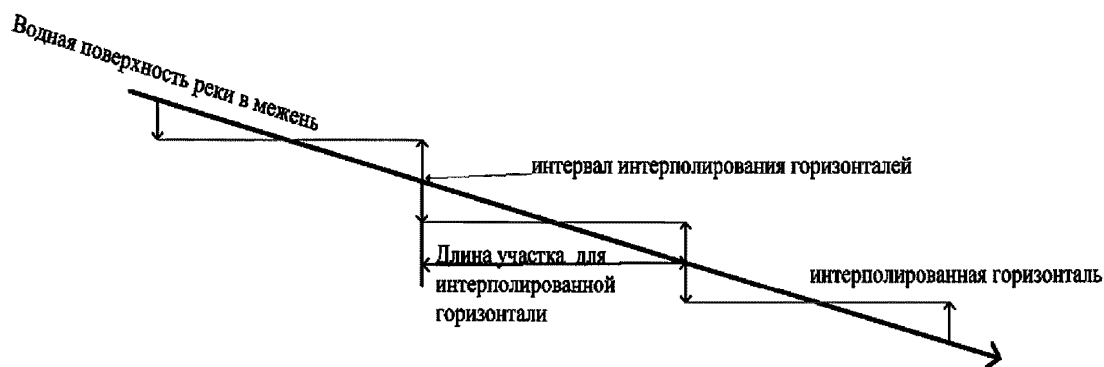 Водная поверхность реки в межень
интервал интерполирования горизонталей
Длина участка для
интерполированной
горизонтали
интерполированная горизонталь